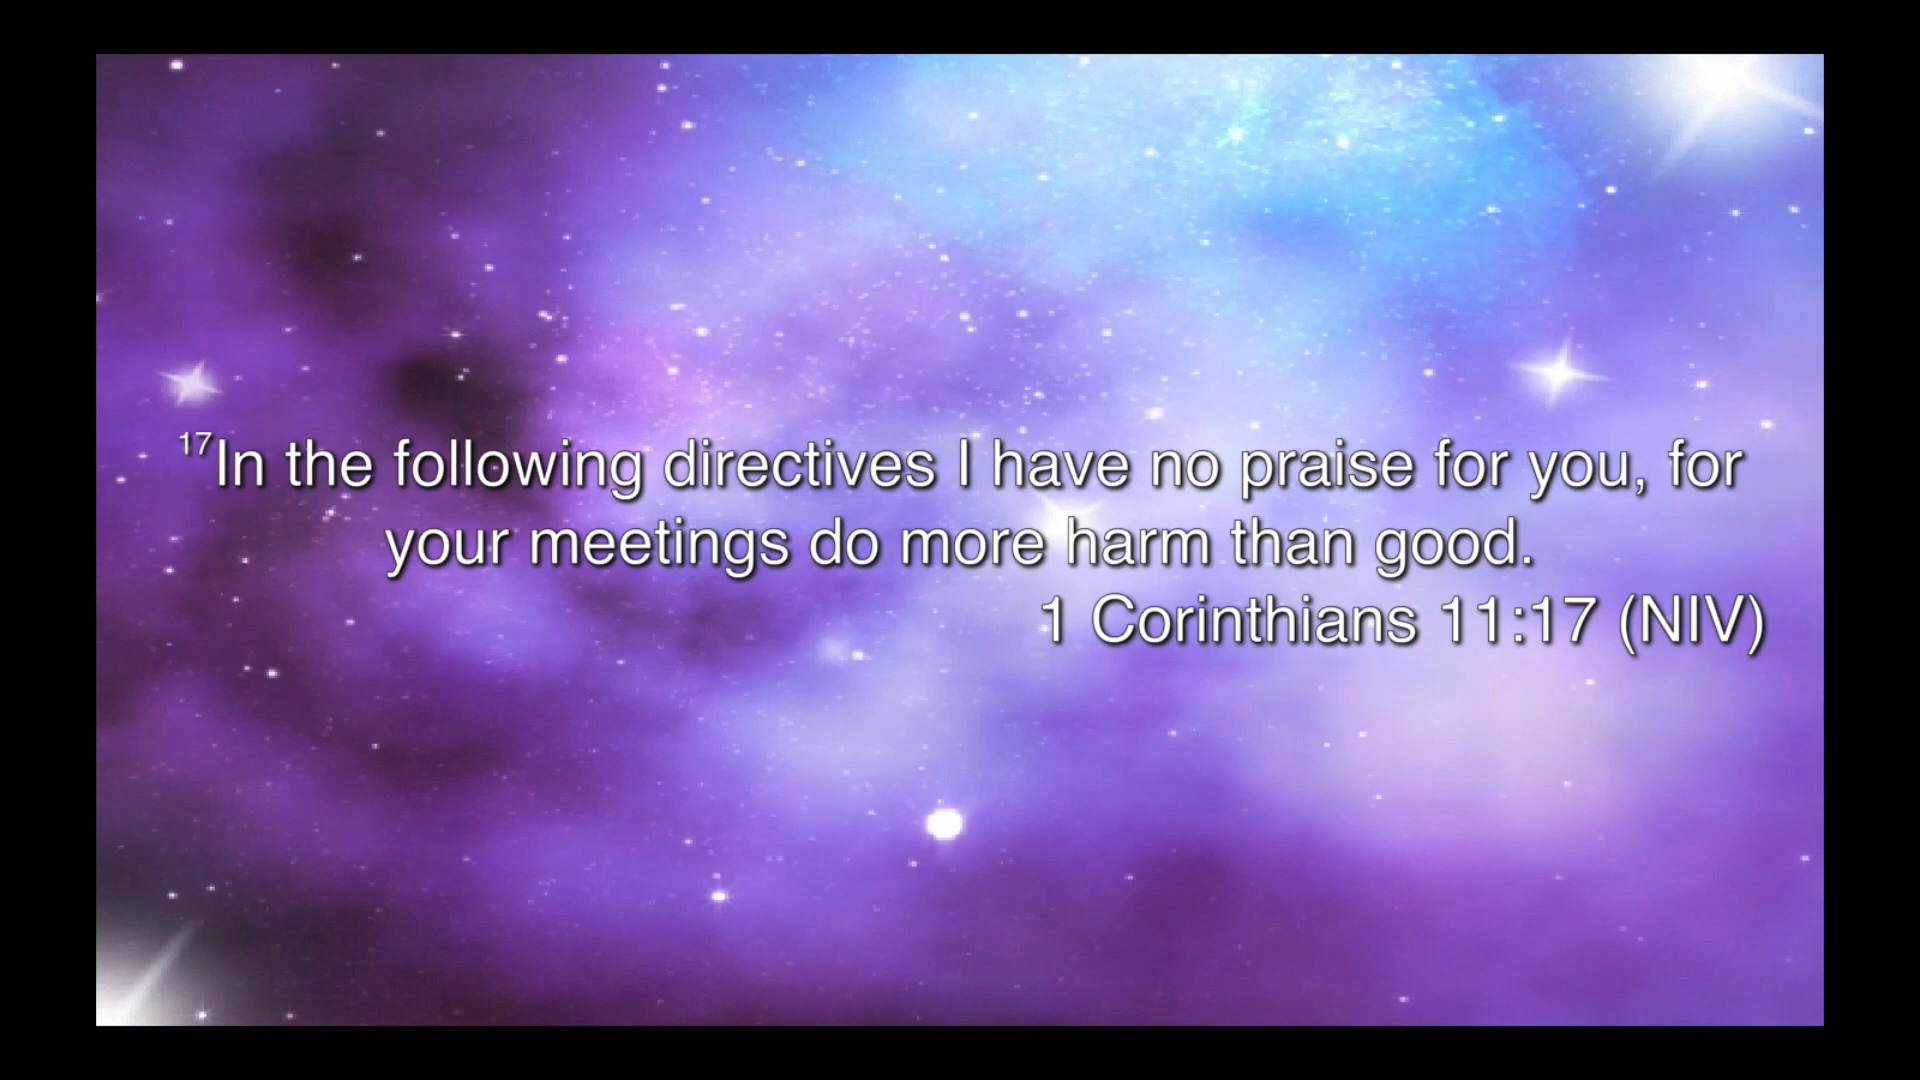 17In the following directives I have no praise for you, for
your meetings do more harm than good.
1 Corinthians 11:17 (NIV)